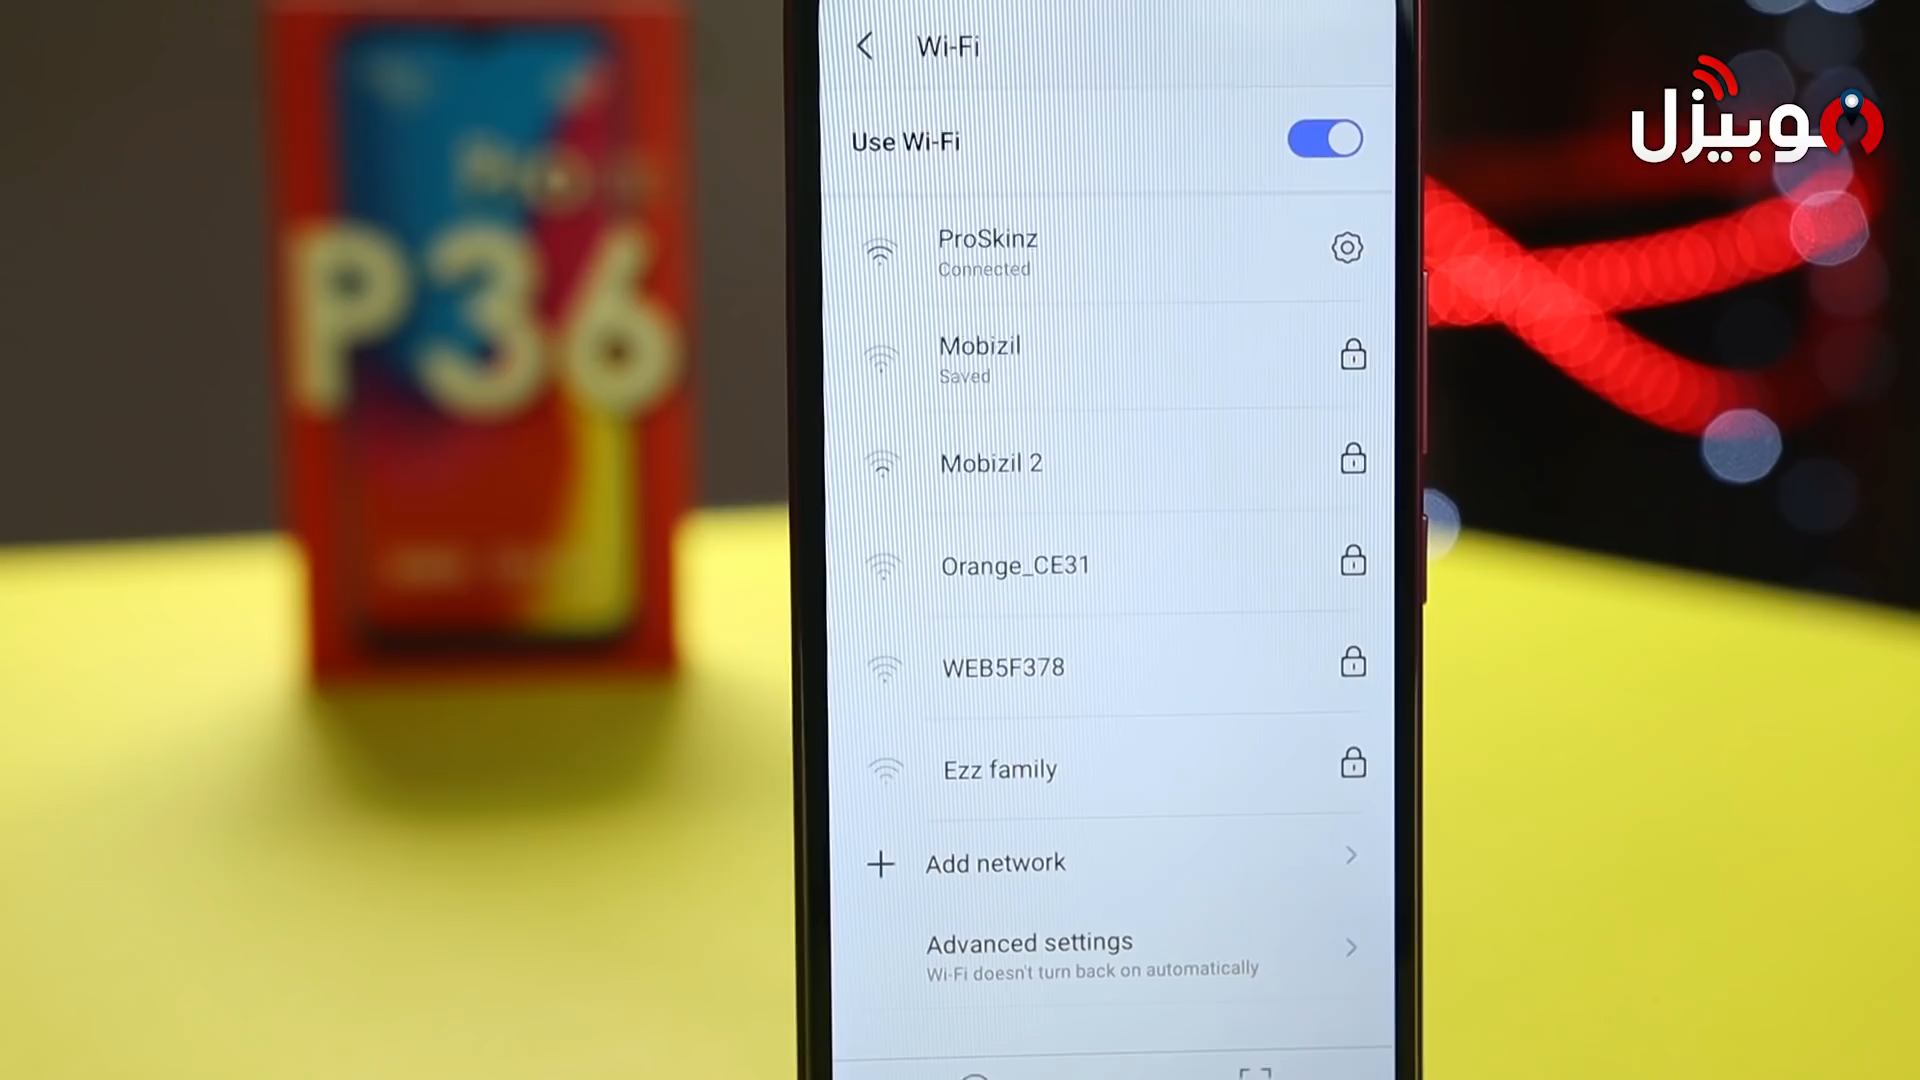 Wi-Fi
Use Wi-Fi
ProSkinz
Connected
Mobizil
Saved
Mobizil 2
Orange_CE31
WEB5F378
Ezz family
Add network
Advanced settings
Wi-Fi doesn't turn back on automatically
P36
موبيزل